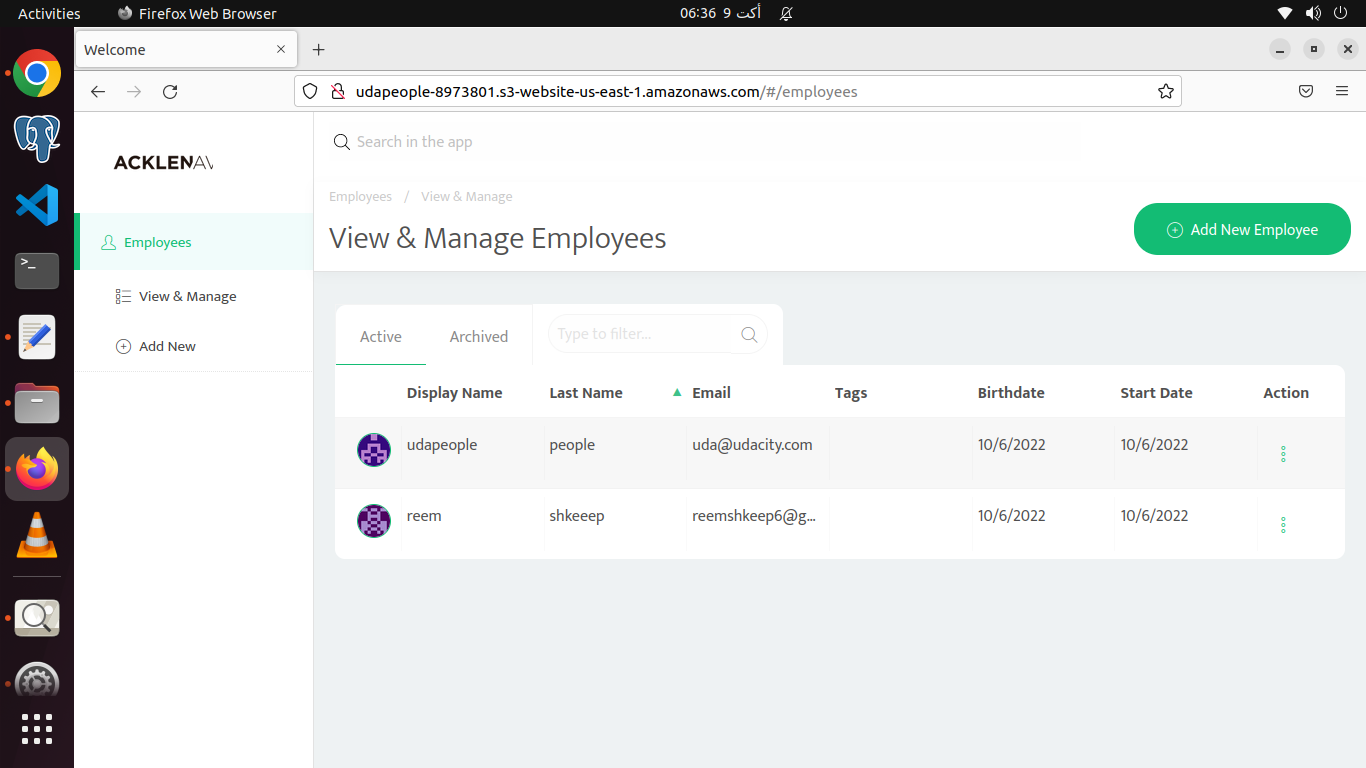 Activities Firefox Web Browser 06:36 9 أكت
Welcome
udapeople-8973801.s3-website-us-east-1.amazonaws.com/#/employees
ACKLENAV
Search in the app
Employees / View & Manage
View & Manage Employees
Add New Employee
Employees
View & Manage
Add New
Active Archived Type to filter...
Display Name Last Name Email Tags Birthdate Start Date Action
udapeople people uda@udacity.com 10/6/2022 10/6/2022
reem shkeeep reemshkeep6@g... 10/6/2022 10/6/2022